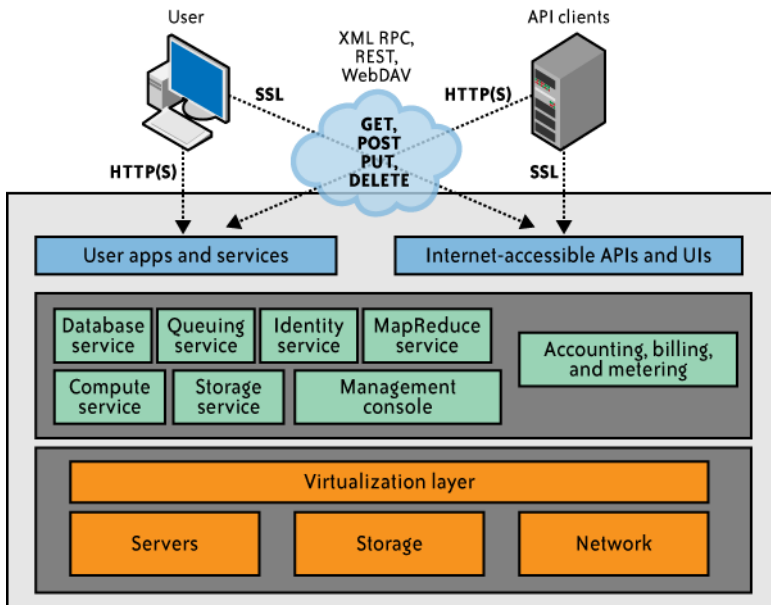 User
API clients
XML RPC,
REST,
WebDAV
SSL
HTTP(S)
GET,
POST
PUT,
DELETE
HTTP(S)
SSL
User apps and services
Internet-accessible APIs and UIs
Database
service
Queuing
service
Identity
service
MapReduce
service
Accounting, billing,
and metering
Compute
service
Storage
service
Management
console
Virtualization layer
Servers
Storage
Network